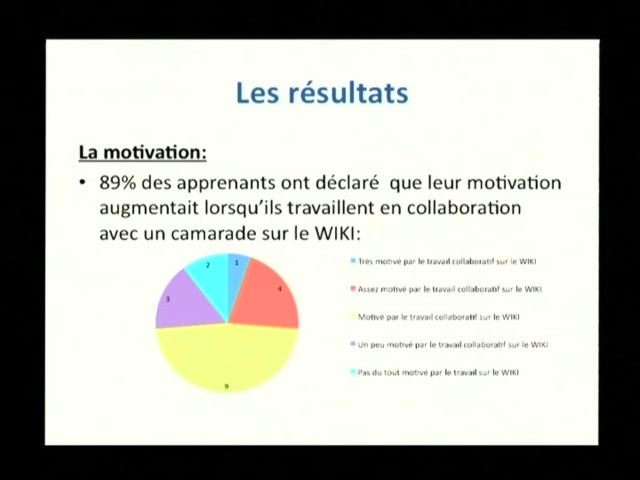 Les résultats
La motivation:
• 89% des apprenants ont déclaré que leur motivation
augmentait lorsqu'ils travaillent en collaboration
avec un camarade sur le WIKI:
1
2
4
3
9
Très motivé par le travail collaboratif sur le WIKI
Assez motivé par le travail collaboratif sur le WIKI
Motivé par le travail collaboratif sur le WIKI
Un peu motivé par le travail collaboratif sur le WIKI
Pas du tout motivé par le travail sur le WIKI